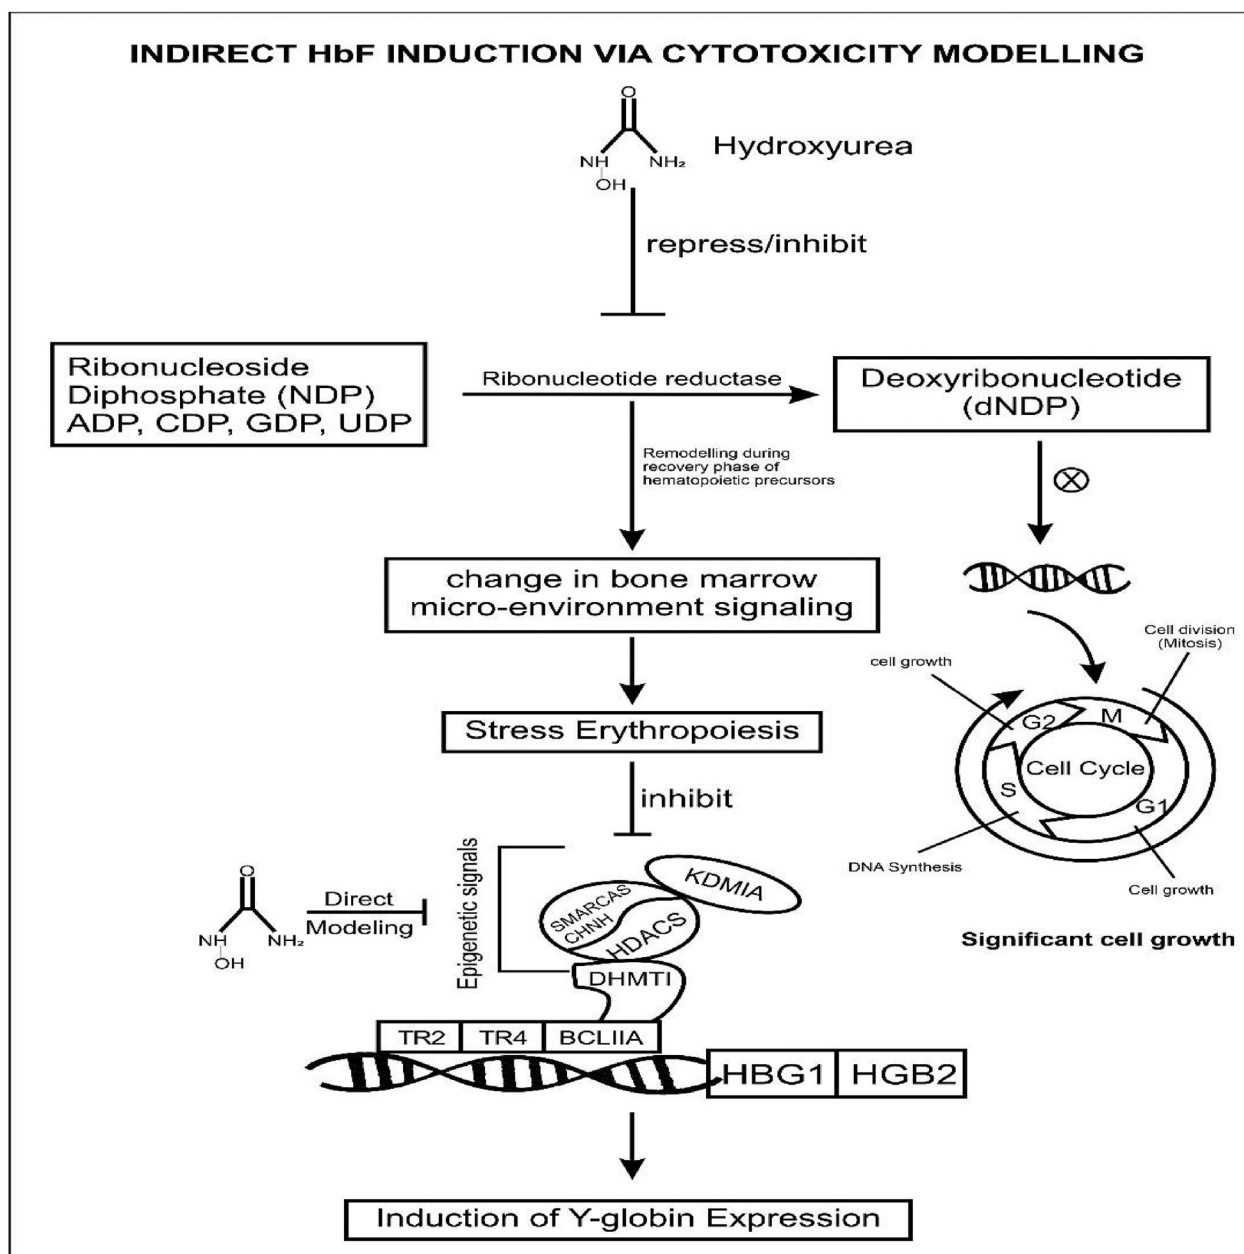 INDIRECT HbF INDUCTION VIA CYTOTOXICITY MODELLING
O
NH
NH₂
OH
Hydroxyurea
repress/inhibit
Ribonucleoside
Diphosphate (NDP)
ADP, CDP, GDP, UDP
Ribonucleotide reductase
Deoxyribonucleotide
(dNDP)
Remodelling during
recovery phase of
hematopoietic precursors
change in bone marrow
micro-environment signaling
Stress Erythropoiesis
inhibit
Cell division
(Mitosis)
cell growth
G2
M
Cell Cycle
S
G1
DNA Synthesis
Cell growth
Significant cell growth
O
NH
NH₂
OH
Direct
Modeling
Epigenetic signals
KDMIA
SMARCAS
CHNH
HDACS
DHMTI
TR2
TR4
BCLIIA
HBG1
HGB2
Induction of Y-globin Expression